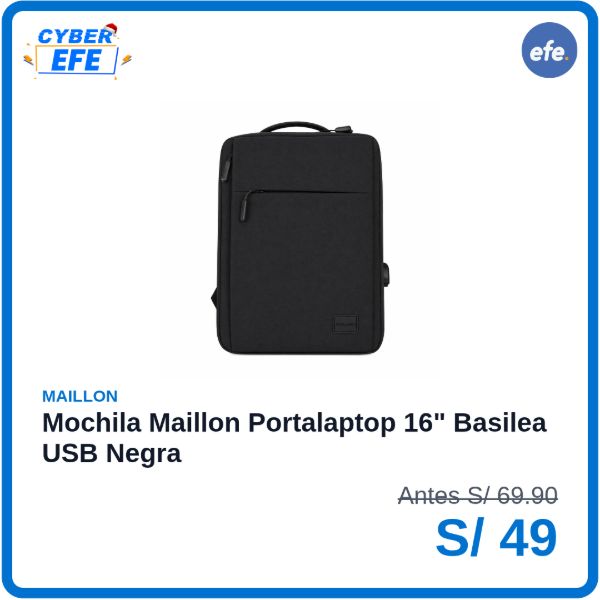 CYBER
EFE
efe.
MAILLON
Mochila Maillon Portalaptop 16" Basilea
USB Negra
Antes S/ 69.90
S/ 49